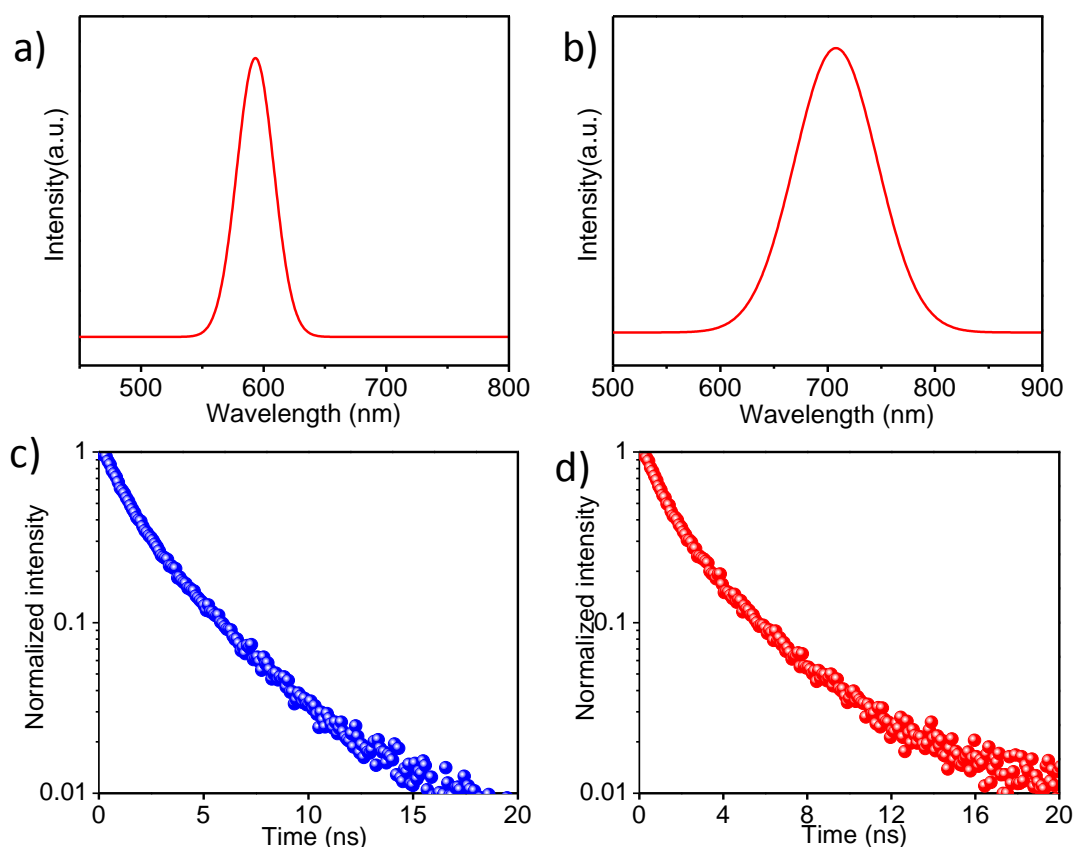 a)
Intensity(a.u.)
500 600 700 800
Wavelength (nm)
b)
Intensity(a.u.)
500 600 700 800 900
Wavelength (nm)
c)
Normalized intensity
1
0.1
0.01
0 5 10 15 20
Time (ns)
d)
Normalized intensity
1
0.1
0.01
0 4 8 12 16 20
Time (ns)